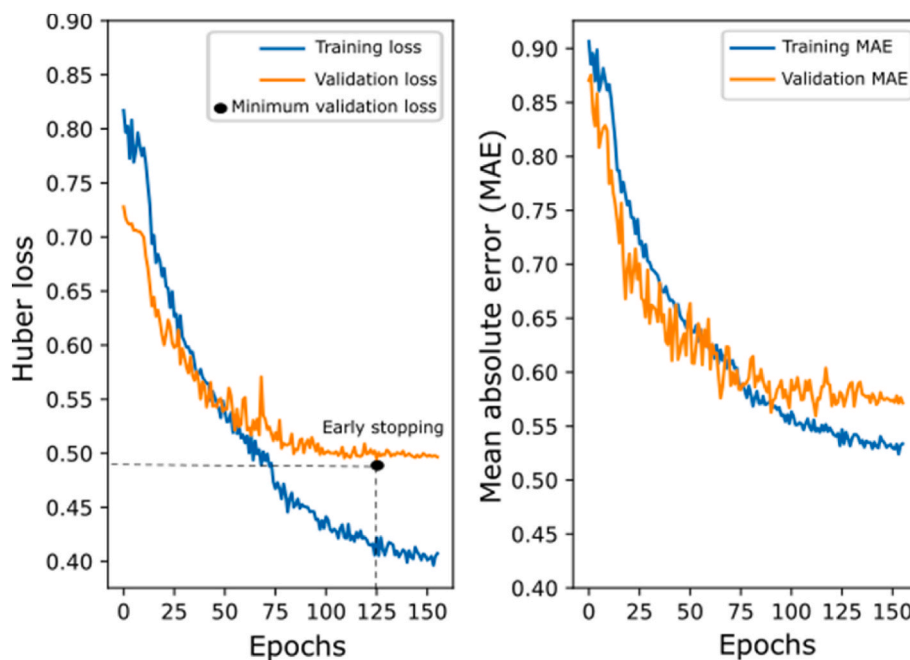 0.90
0.85
0.80
0.75
0.70
0.65
0.60
0.55
0.50
0.45
0.40
Huber loss
Training loss
Validation loss
Minimum validation loss
Early stopping
0 25 50 75 100 125 150
Epochs
0.90
0.85
0.80
0.75
0.70
0.65
0.60
0.55
0.50
0.45
0.40
Mean absolute error (MAE)
Training MAE
Validation MAE
0 25 50 75 100 125 150
Epochs